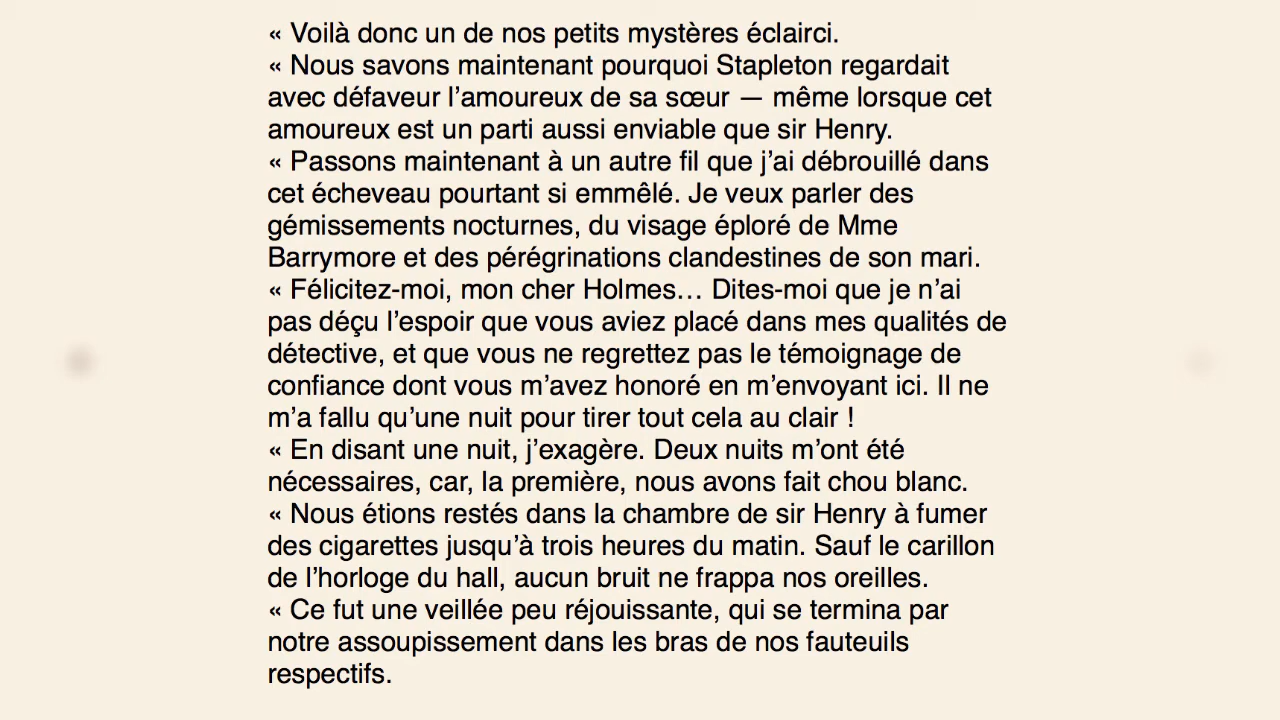 « Voilà donc un de nos petits mystères éclairci.
« Nous savons maintenant pourquoi Stapleton regardait
avec défaveur l’amoureux de sa sœur — même lorsque cet
amoureux est un parti aussi enviable que sir Henry.
« Passons maintenant à un autre fil que j’ai débrouillé dans
cet écheveau pourtant si emmêlé. Je veux parler des
gémissements nocturnes, du visage éploré de Mme
Barrymore et des pérégrinations clandestines de son mari.
« Félicitez-moi, mon cher Holmes… Dites-moi que je n’ai
pas déçu l’espoir que vous aviez placé dans mes qualités de
détective, et que vous ne regrettez pas le témoignage de
confiance dont vous m’avez honoré en m’envoyant ici. Il ne
m’a fallu qu’une nuit pour tirer tout cela au clair !
« En disant une nuit, j’exagère. Deux nuits m’ont été
nécessaires, car, la première, nous avons fait chou blanc.
« Nous étions restés dans la chambre de sir Henry à fumer
des cigarettes jusqu’à trois heures du matin. Sauf le carillon
de l’horloge du hall, aucun bruit ne frappa nos oreilles.
« Ce fut une veillée peu réjouissante, qui se termina par
notre assoupissement dans les bras de nos fauteuils
respectifs.